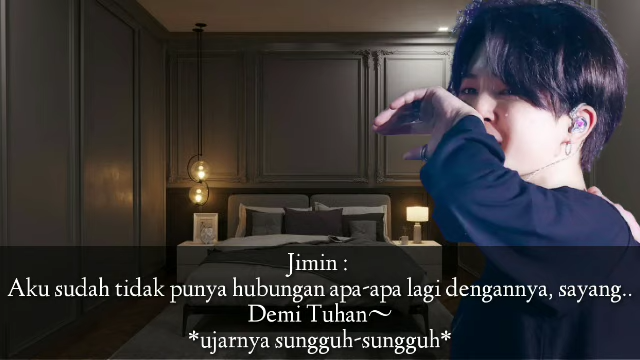 Jimin :
Aku sudah tidak punya hubungan apa-apa lagi dengannya, sayang..
Demi Tuhan~
*ujarnya sungguh-sungguh*